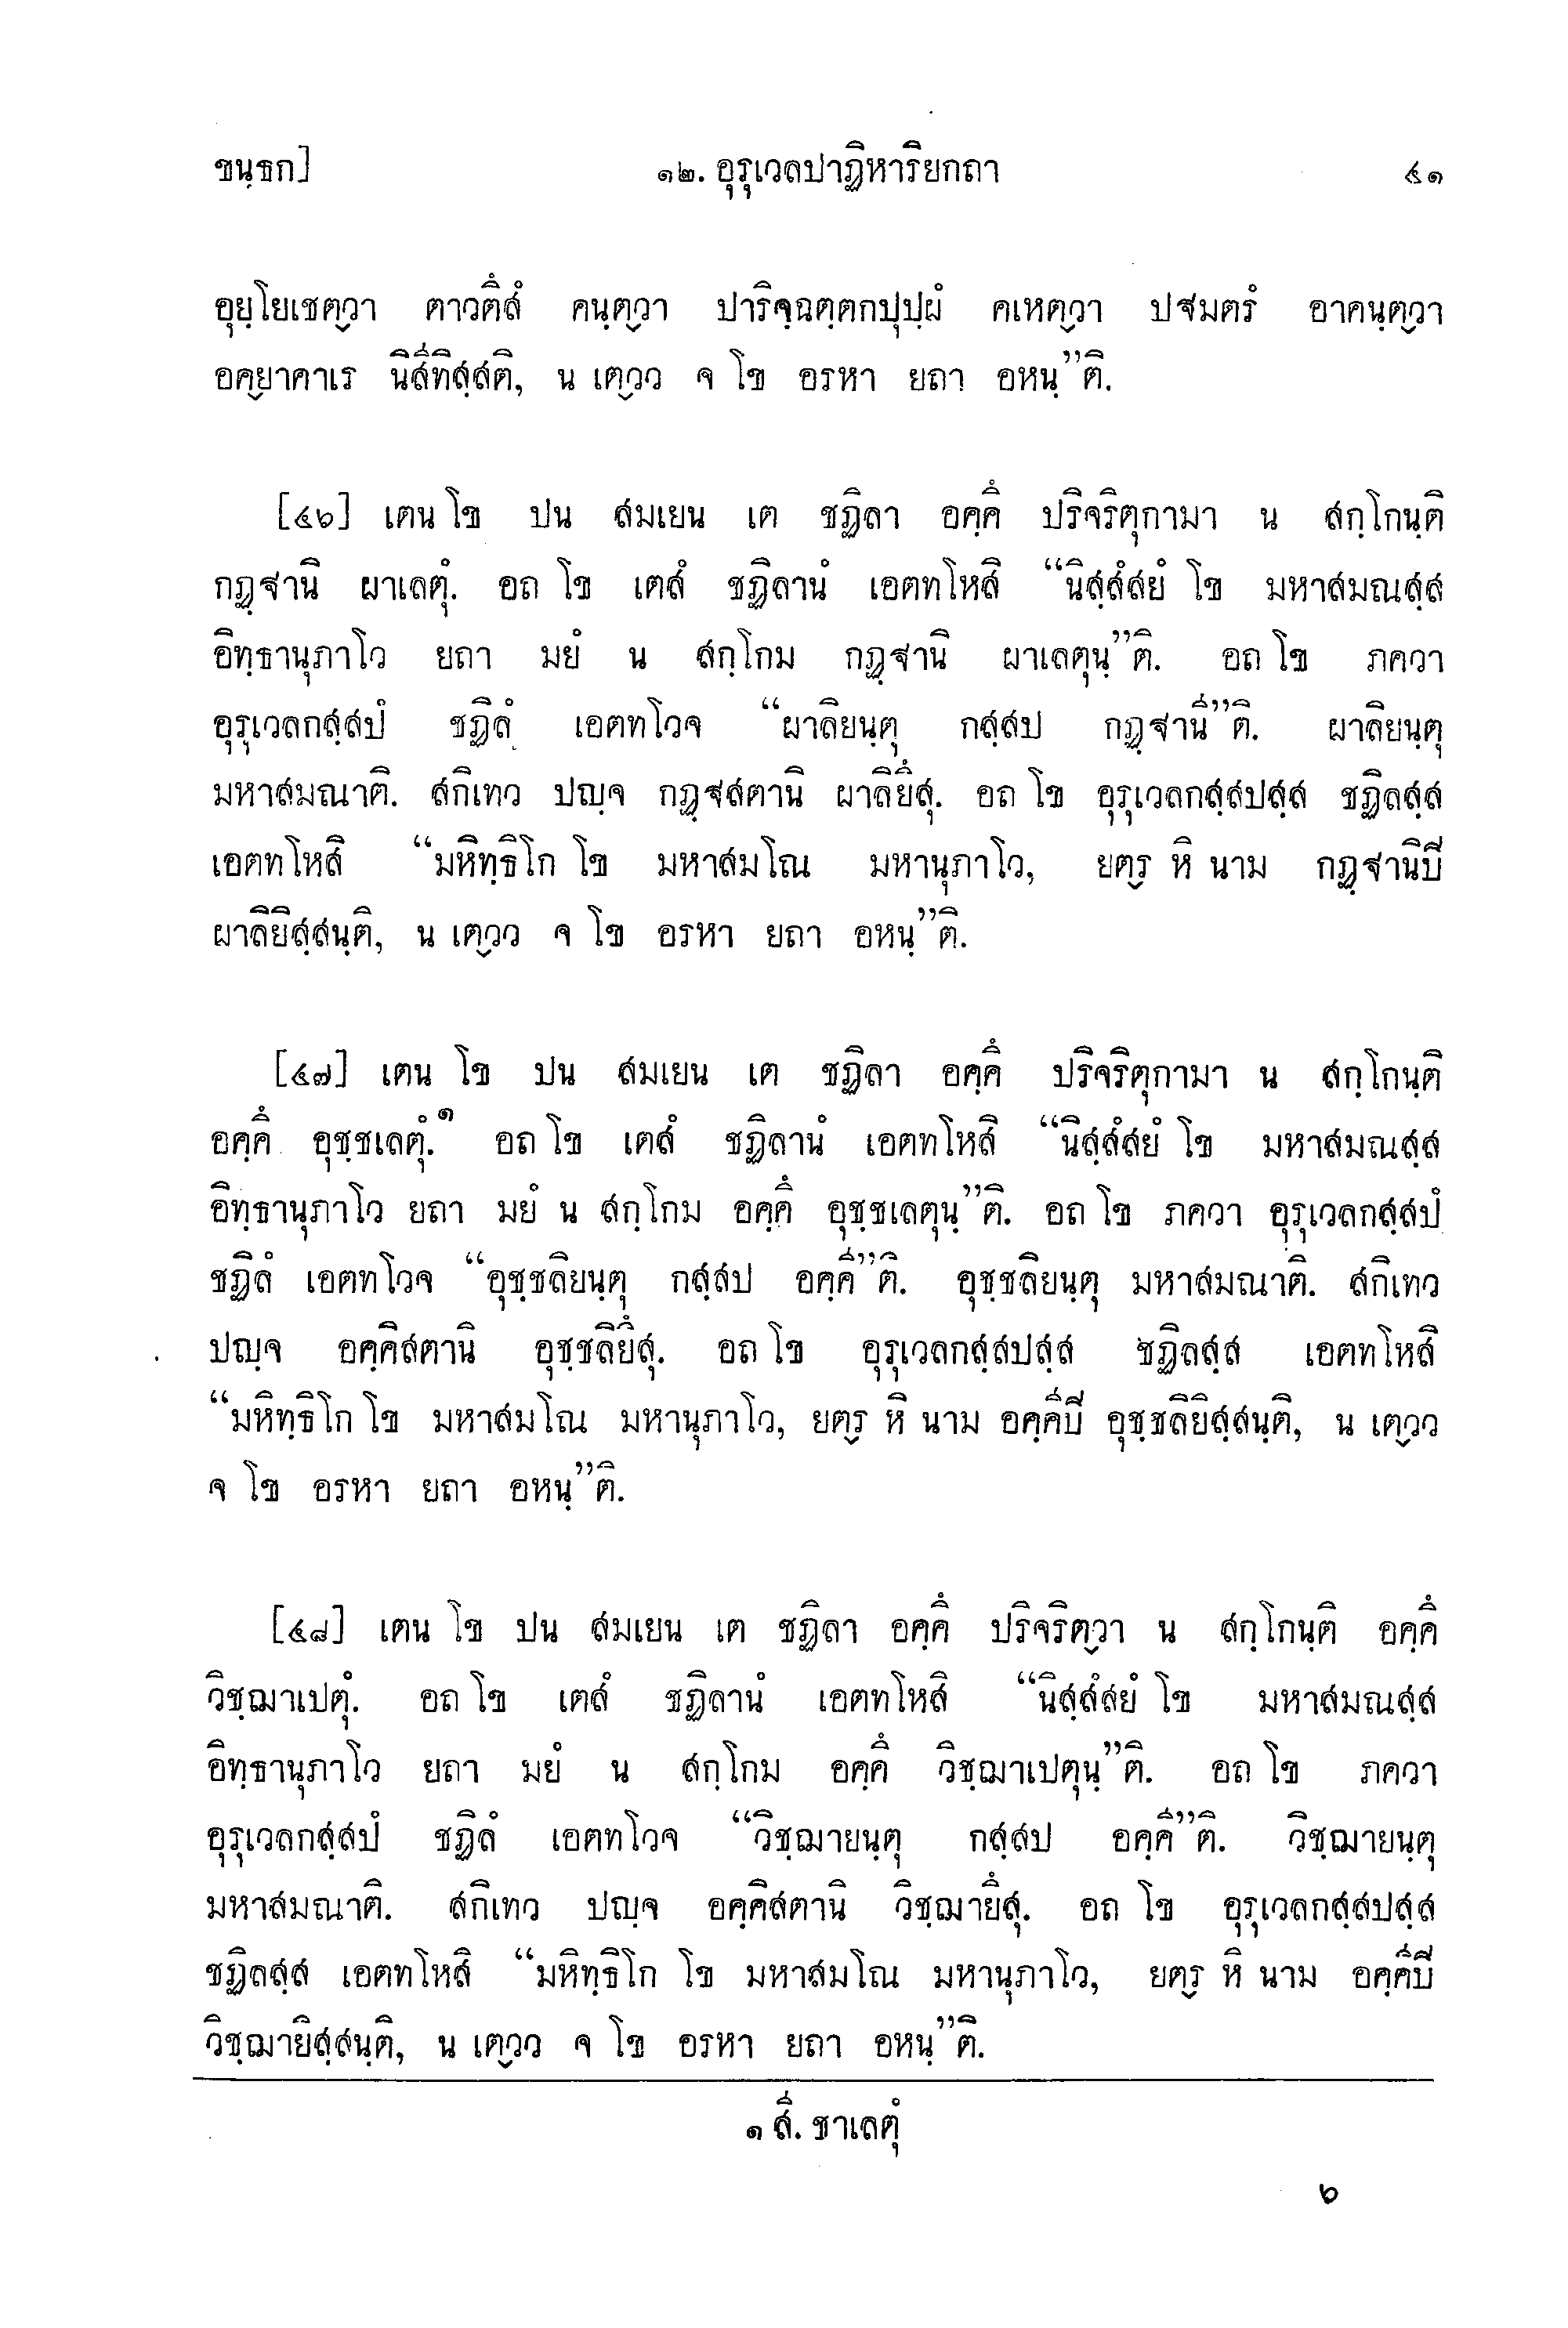 ขนฺธก] ๑๒. อุรุเวลปาฏิหาริยกถา ๔๑
อุยฺโยเชตฺวา ตาวตึสํ คนฺตฺวา ปาริจฺฉตฺตกปุปฺผํ คเหตฺวา ปฐมตรํ อาคนฺตฺวา
อคฺยาคาเร นิสีทิสฺสติ, น เตฺวว จ โข อรหา ยถา อหนฺ”ติ.
[๔๖] เตน โข ปน สมเยน เต ชฏิลา อคฺคึ ปริจริตุกามา น สกฺโกนฺติ
กฏฺฐานิ ผาเลตุํ. อถ โข เตสํ ชฏิลานํ เอตทโหสิ “นิสฺสํสยํ โข มหาสมณสฺส
อิทฺธานุภาโว ยถา มยํ น สกฺโกม กฏฺฐานิ ผาเลตุนฺ”ติ. อถ โข ภควา
อุรุเวลกสฺสปํ ชฏิลํ เอตทโวจ “ผาลิยนฺตุ กสฺสป กฏฺฐานี”ติ. ผาลิยนฺตุ
มหาสมณาติ. สกิเทว ปญฺจ กฏฺฐสตานิ ผาลิยึสุ. อถ โข อุรุเวลกสฺสปสฺส ชฏิลสฺส
เอตทโหสิ “มหิทฺธิโก โข มหาสมโณ มหานุภาโว, ยตฺร หิ นาม กฏฺฐานิปิ
ผาลิยิสฺสนฺติ, น เตฺวว จ โข อรหา ยถา อหนฺ”ติ.
[๔๗] เตน โข ปน สมเยน เต ชฏิลา อคฺคึ ปริจริตุกามา น สกฺโกนฺติ
อคฺคึ อุชฺชเลตุํ.๑ อถ โข เตสํ ชฏิลานํ เอตทโหสิ “นิสฺสํสยํ โข มหาสมณสฺส
อิทฺธานุภาโว ยถา มยํ น สกฺโกม อคฺคึ อุชฺชเลตุนฺ”ติ. อถ โข ภควา อุรุเวลกสฺสปํ
ชฏิลํ เอตทโวจ “อุชฺชลิยนฺตุ กสฺสป อคฺคี”ติ. อุชฺชลิยนฺตุ มหาสมณาติ. สกิเทว
ปญฺจ อคฺคิสตานิ อุชฺชลิยึสุ. อถ โข อุรุเวลกสฺสปสฺส ชฏิลสฺส เอตทโหสิ
“มหิทฺธิโก โข มหาสมโณ มหานุภาโว, ยตฺร หิ นาม อคฺคีปิ อุชฺชลิยิสฺสนฺติ, น เตฺวว
จ โข อรหา ยถา อหนฺ”ติ.
[๔๘] เตน โข ปน สมเยน เต ชฏิลา อคฺคึ ปริจริตฺวา น สกฺโกนฺติ อคฺคึ
วิชฺฌาเปตุํ. อถ โข เตสํ ชฏิลานํ เอตทโหสิ “นิสฺสํสยํ โข มหาสมณสฺส
อิทฺธานุภาโว ยถา มยํ น สกฺโกม อคฺคึ วิชฺฌาเปตุนฺ”ติ. อถ โข ภควา
อุรุเวลกสฺสปํ ชฏิลํ เอตทโวจ “วิชฺฌายนฺตุ กสฺสป อคฺคี”ติ. วิชฺฌายนฺตุ
มหาสมณาติ. สกิเทว ปญฺจ อคฺคิสตานิ วิชฺฌายึสุ. อถ โข อุรุเวลกสฺสปสฺส
ชฏิลสฺส เอตทโหสิ “มหิทฺธิโก โข มหาสมโณ มหานุภาโว, ยตฺร หิ นาม อคฺคีปิ
วิชฺฌายิสฺสนฺติ, น เตฺวว จ โข อรหา ยถา อหนฺ”ติ.
๑ สี. ชาเลตุํ
๖